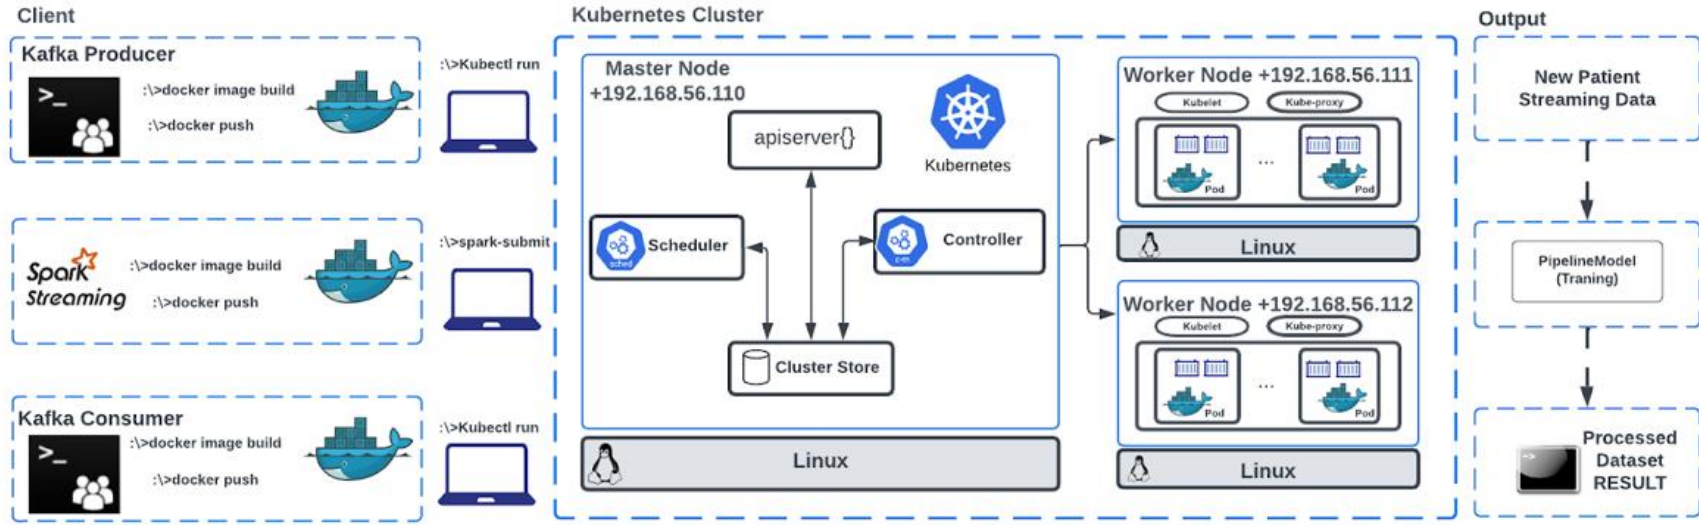 Client
Kafka Producer
:\>docker image build
:\>docker push
:\>Kubectl run
Spark
Streaming
:\>docker image build
:\>docker push
:\>spark-submit
Kafka Consumer
:\>docker image build
:\>docker push
:\>Kubectl run
Kubernetes Cluster
Master Node
+192.168.56.110
apiserver{}
Kubernetes
sched
Scheduler
c-m
Controller
Cluster Store
Linux
Worker Node +192.168.56.111
Kubelet
Kube-proxy
...
Pod
Pod
Linux
Worker Node +192.168.56.112
Kubelet
Kube-proxy
...
Pod
Pod
Linux
Output
New Patient
Streaming Data
PipelineModel
(Traning)
Processed
Dataset
RESULT